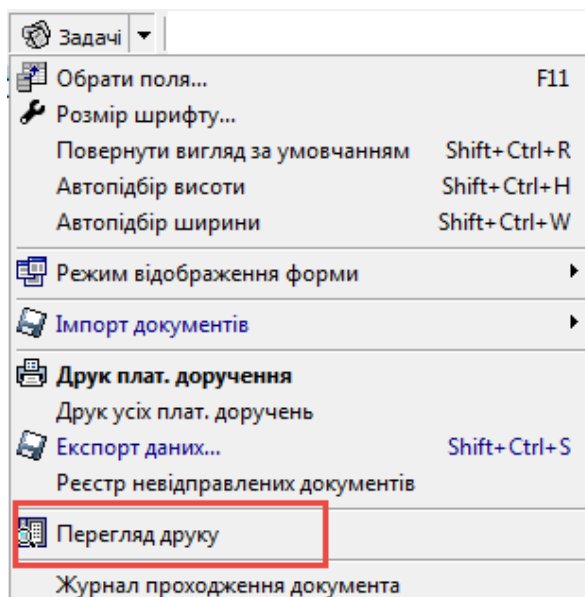 Задачі
Обрати поля... F11
Розмір шрифту...
Повернути вигляд за умовчанням Shift+Ctrl+R
Автопідбір висоти Shift+Ctrl+H
Автопідбір ширини Shift+Ctrl+W
Режим відображення форми
Імпорт документів
Друк плат. доручення
Друк усіх плат. доручень
Експорт даних... Shift+Ctrl+S
Реєстр невідправлених документів
Перегляд друку
Журнал проходження документа